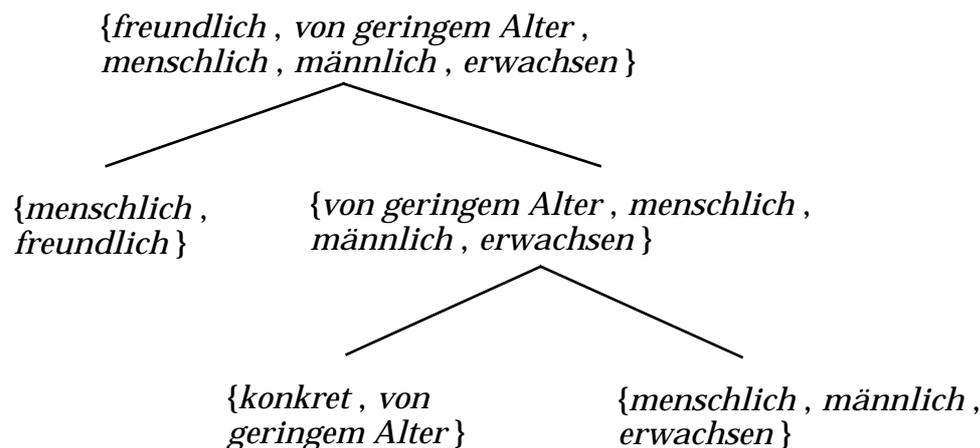 {freundlich , von geringem Alter ,
menschlich , männlich , erwachsen }
{menschlich ,
freundlich }
{von geringem Alter , menschlich ,
männlich , erwachsen }
{konkret , von
geringem Alter }
{menschlich , männlich ,
erwachsen }